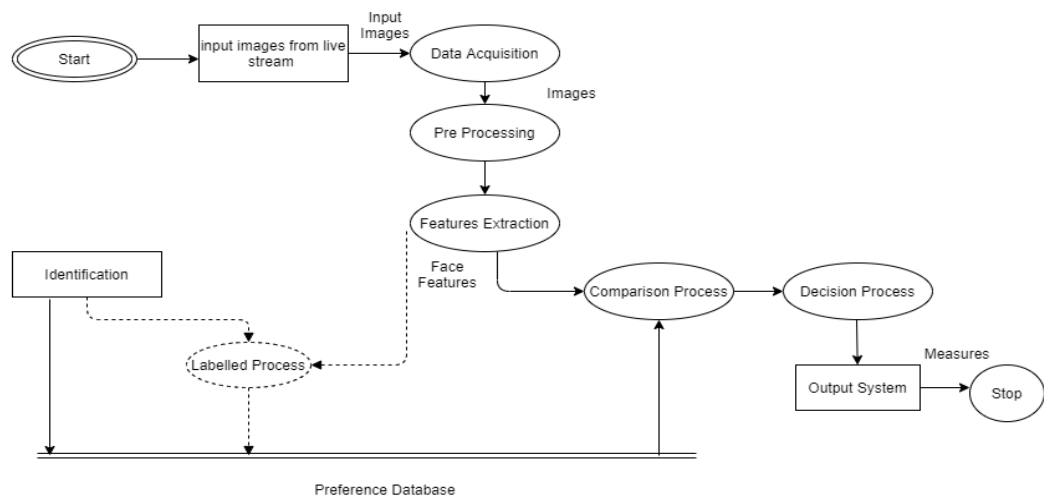 Input
Images
Start
input images from live
stream
Data Acquisition
Images
Pre Processing
Features Extraction
Identification
Face
Features
Comparison Process
Decision Process
Labelled Process
Measures
Output System
Stop
Preference Database